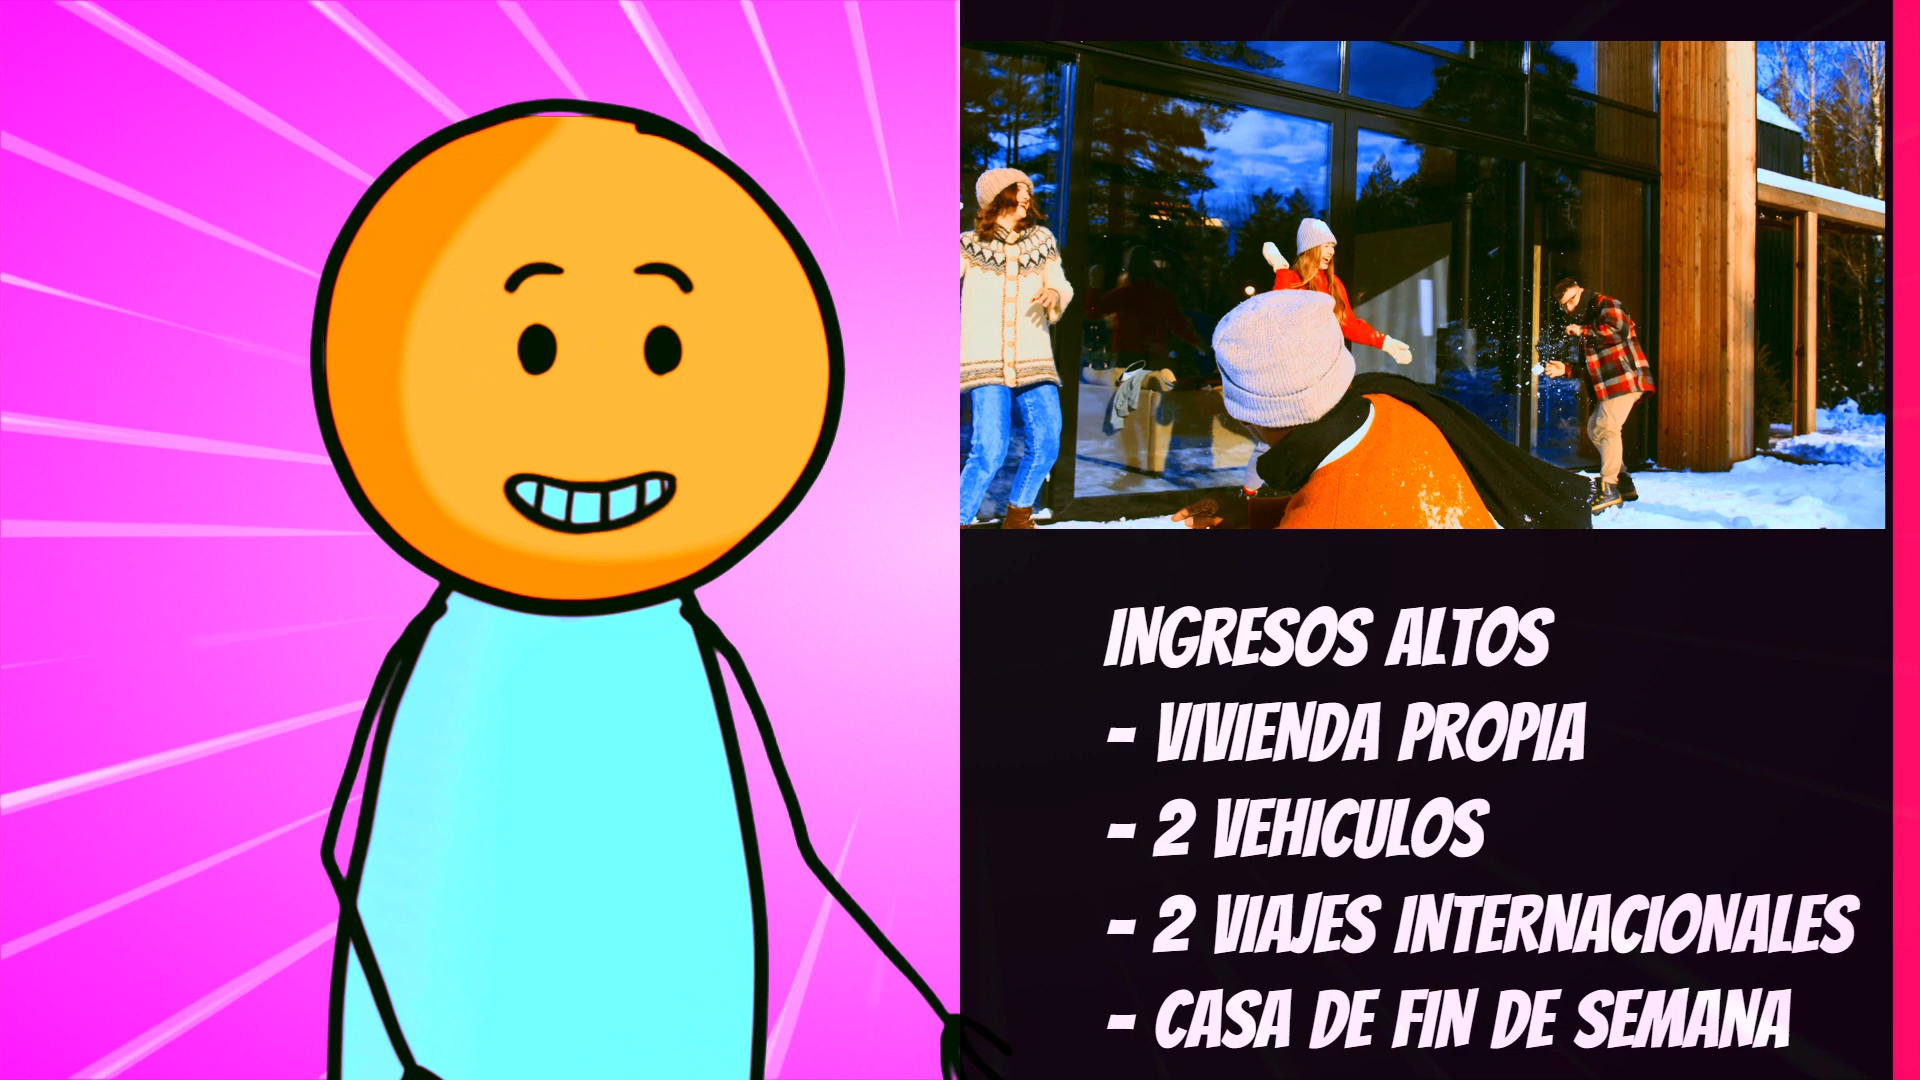 INGRESOS ALTOS
- VIVIENDA PROPIA
- 2 VEHICULOS
- 2 VIAJES INTERNACIONALES
- CASA DE FIN DE SEMANA